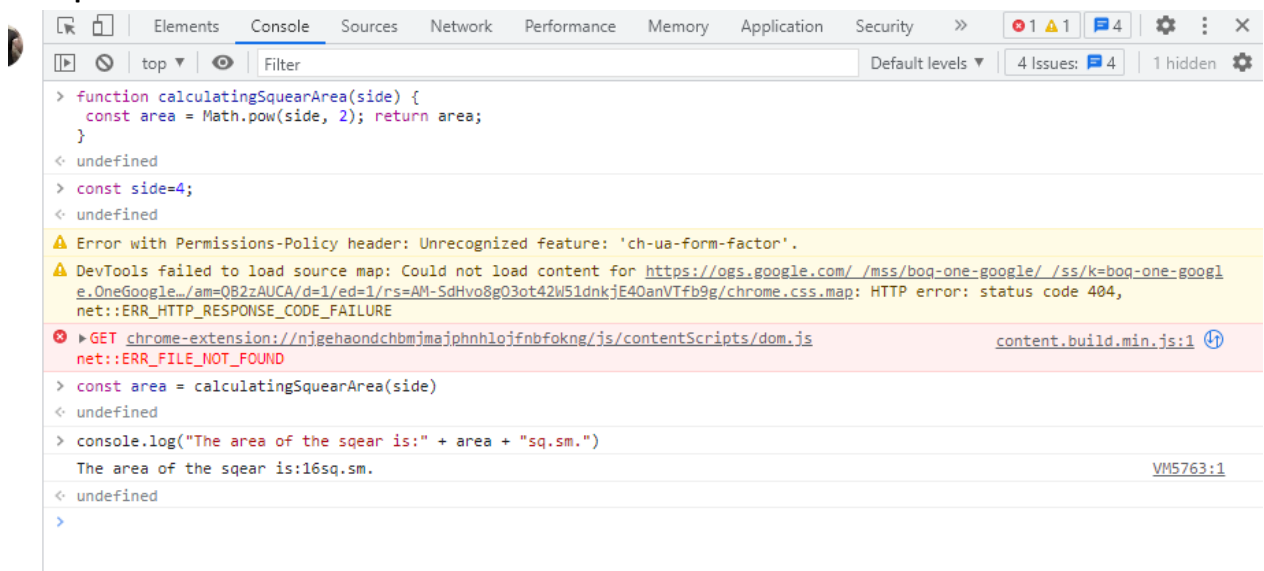 Elements Console Sources Network Performance Memory Application Security » 1 1 4
top ▼ Filter Default levels ▼ 4 Issues: 4 1 hidden
> function calculatingSquearArea(side) {
const area = Math.pow(side, 2); return area;
}
<· undefined
> const side=4;
<· undefined
Error with Permissions-Policy header: Unrecognized feature: 'ch-ua-form-factor'.
DevTools failed to load source map: Could not load content for https://ogs.google.com/_/mss/boq-one-google/_/ss/k=boq-one-googl
e.OneGoogle…/am=QB2zAUCA/d=1/ed=1/rs=AM-SdHvo8gO3ot42W51dnkjE4OanVTfb9g/chrome.css.map: HTTP error: status code 404,
net::ERR_HTTP_RESPONSE_CODE_FAILURE
▶GET chrome-extension://njgehaondchbmjmajphnhlojfnbfokng/js/contentScripts/dom.js content.build.min.js:1
net::ERR_FILE_NOT_FOUND
> const area = calculatingSquearArea(side)
<· undefined
> console.log("The area of the sqear is:" + area + "sq.sm.")
The area of the sqear is:16sq.sm. VM5763:1
<· undefined
>